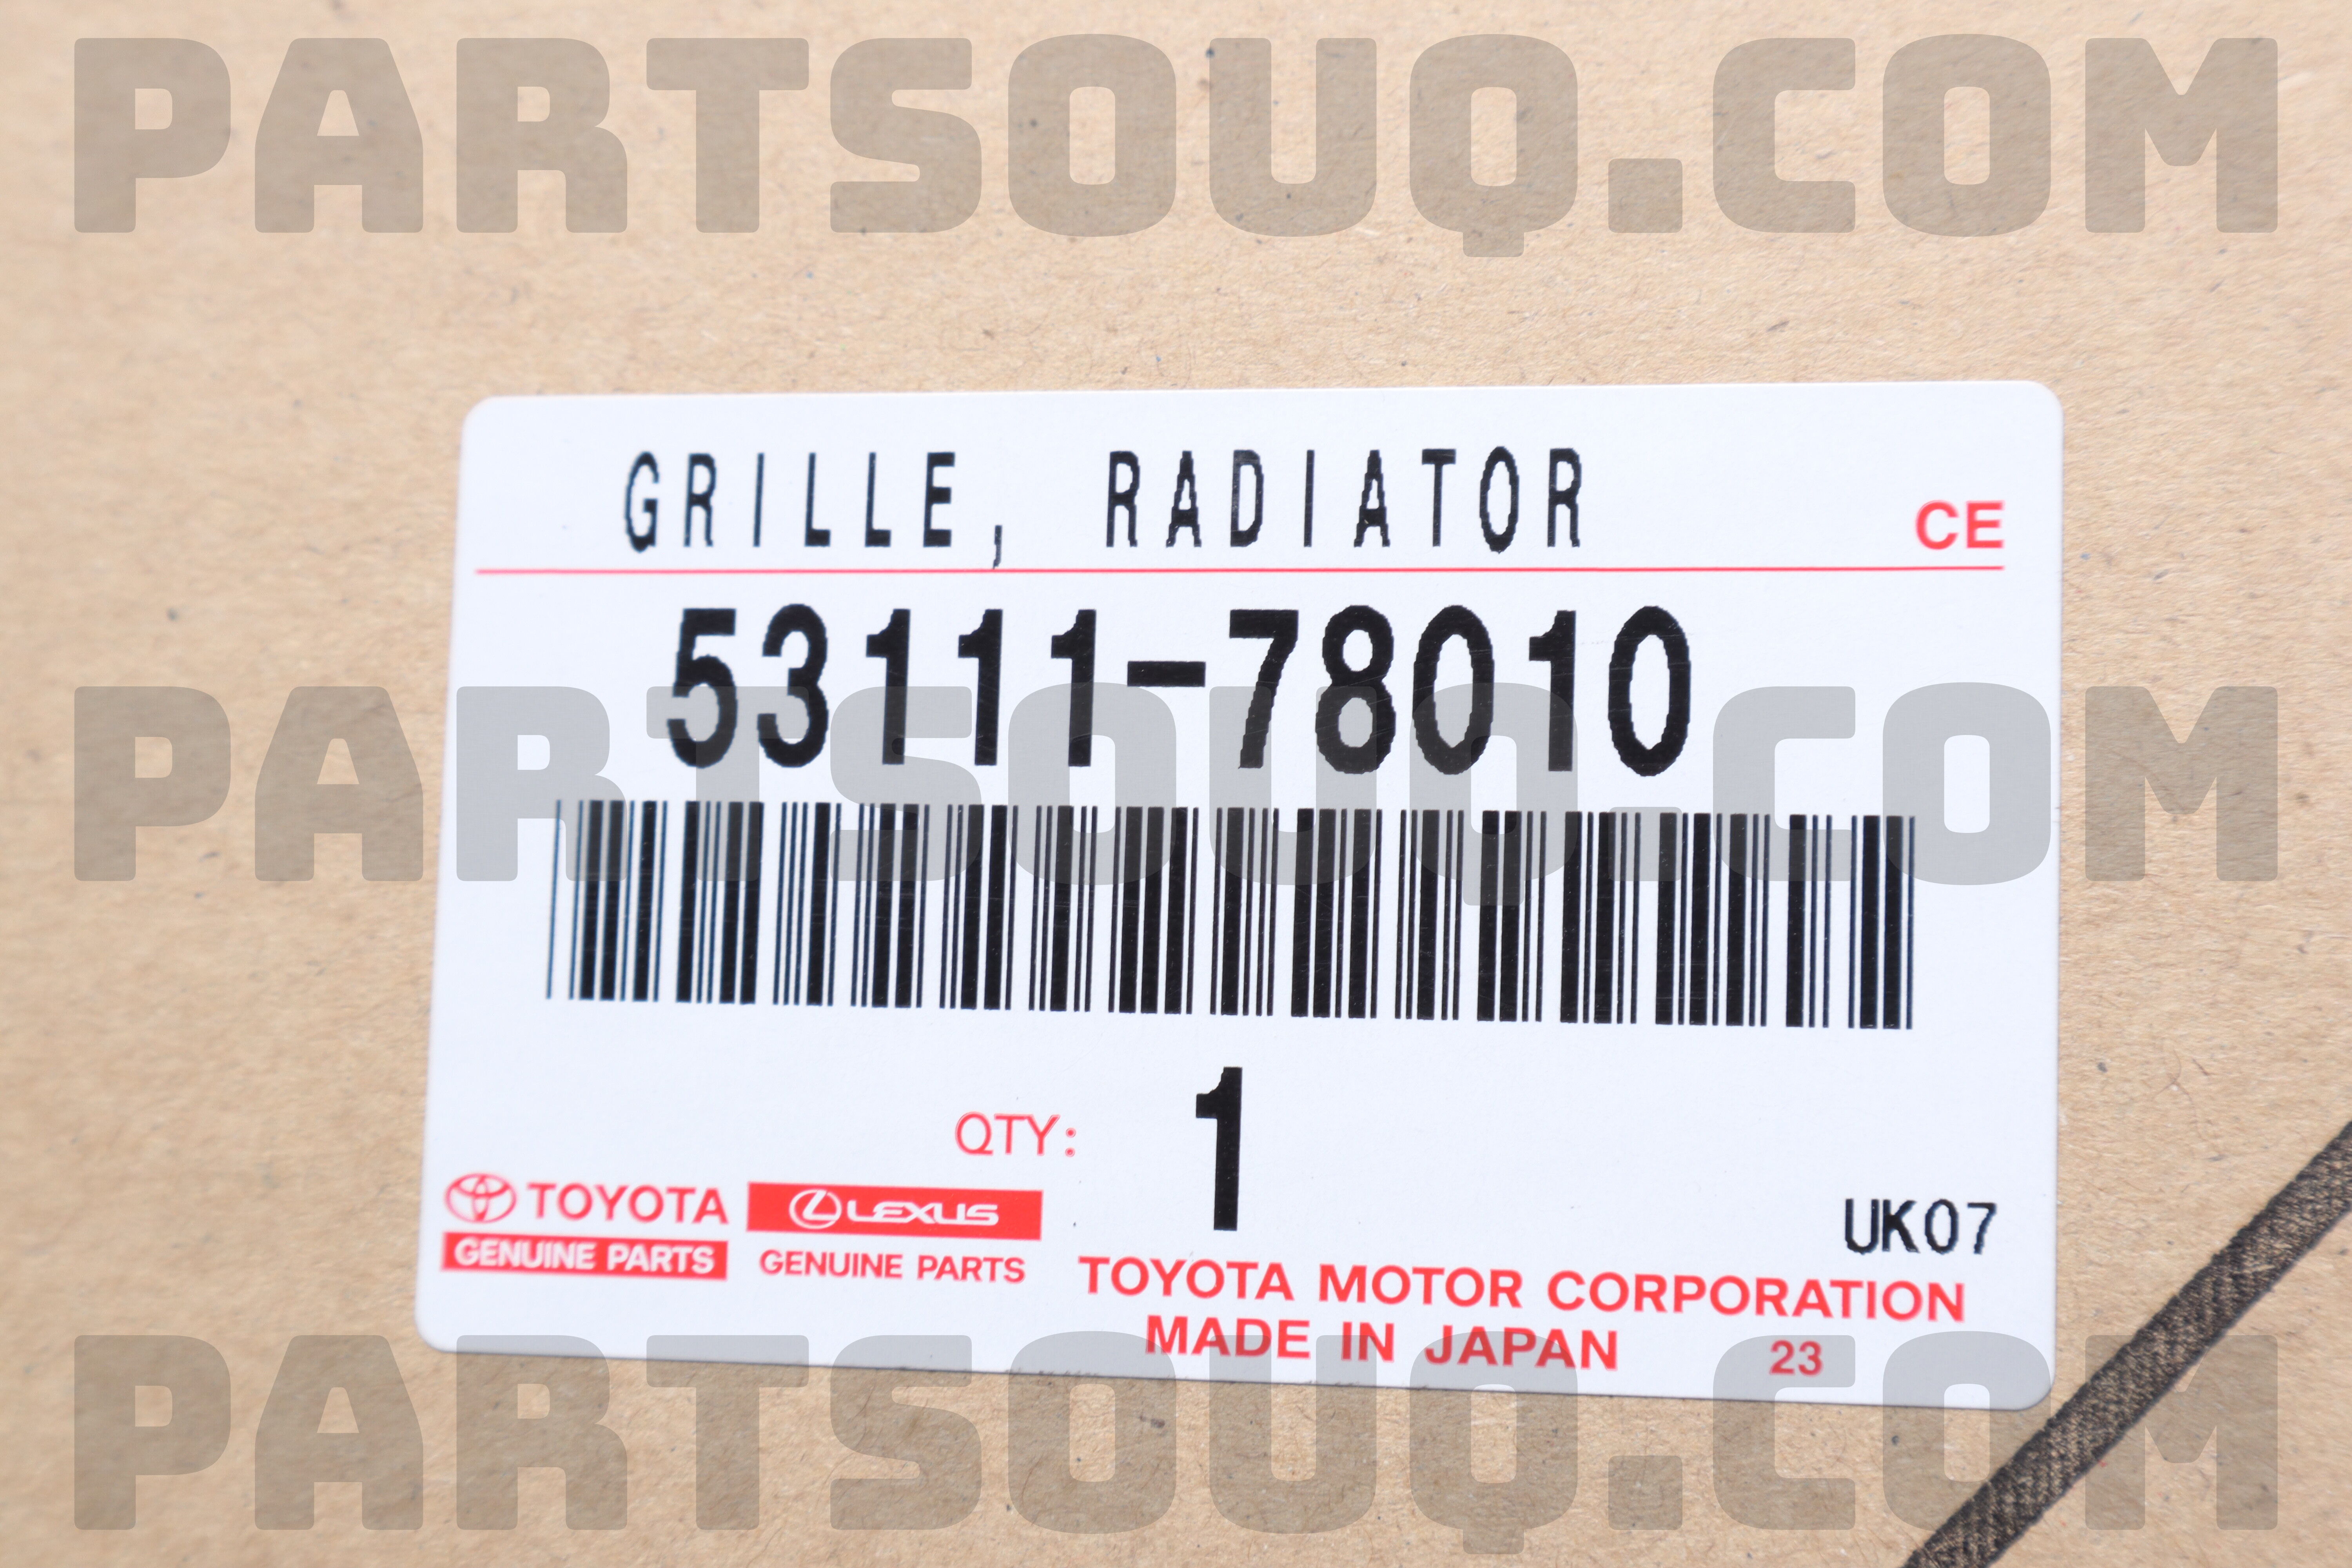 PARTSOUQ.COM
GRILLE, RADIATOR
CE
53111-78010
PARTSOUQ.COM
QTY: 1
UK07
TOYOTA
GENUINE PARTS
LEXUS
GENUINE PARTS
TOYOTA MOTOR CORPORATION
MADE IN JAPAN 23
PARTSOUQ.COM